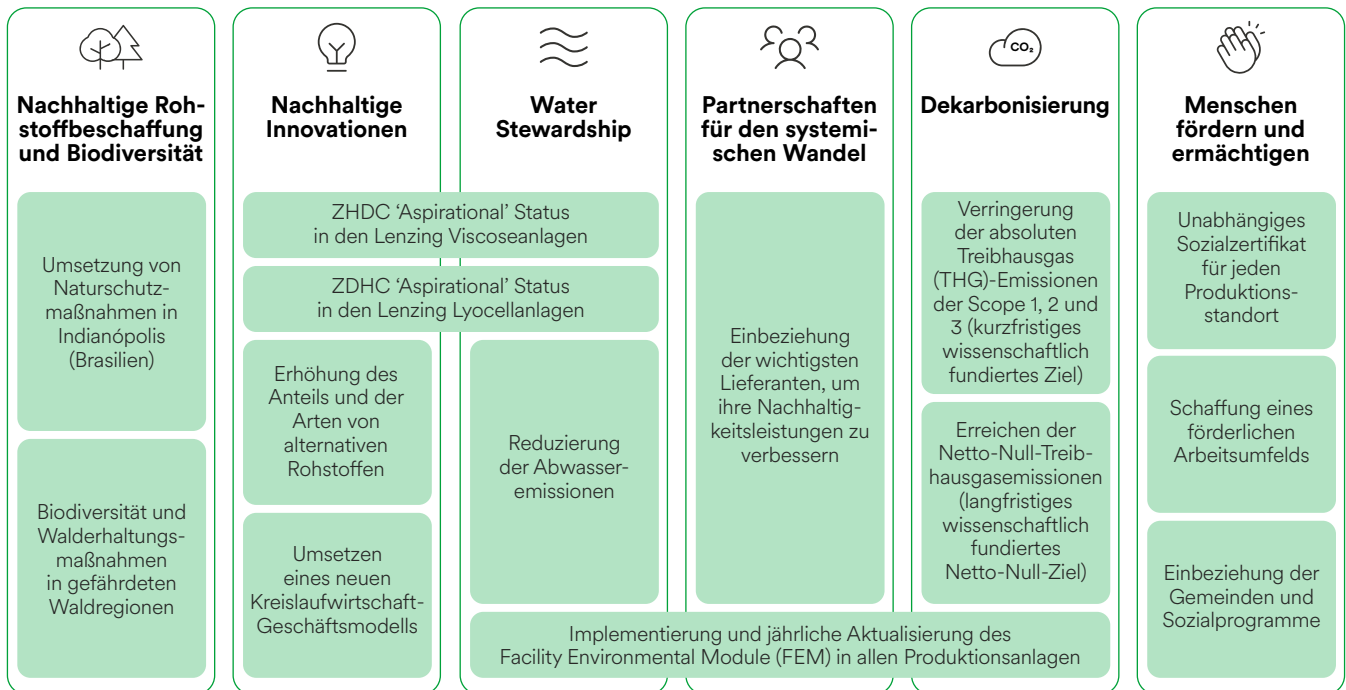 Nachhaltige Roh-
stoffbeschaffung
und Biodiversität
Umsetzung von
Naturschutz-
maßnahmen in
Indianópolis
(Brasilien)
Biodiversität und
Walderhaltungs-
maßnahmen
in gefährdeten
Waldregionen
Nachhaltige
Innovationen
Water
Stewardship
ZHDC ‘Aspirational’ Status
in den Lenzing Viscoseanlagen
ZDHC ‘Aspirational’ Status
in den Lenzing Lyocellanlagen
Erhöhung des
Anteils und der
Arten von
alternativen
Rohstoffen
Umsetzen
eines neuen
Kreislaufwirtschaft-
Geschäftsmodells
Reduzierung
der Abwasser-
emissionen
Partnerschaften
für den systemi-
schen Wandel
Einbeziehung
der wichtigsten
Lieferanten, um
ihre Nachhaltig-
keitsleistungen zu
verbessern
CO₂
Dekarbonisierung
Verringerung
der absoluten
Treibhausgas
(THG)-Emissionen
der Scope 1, 2 und
3 (kurzfristiges
wissenschaftlich
fundiertes Ziel)
Erreichen der
Netto-Null-Treib-
hausgasemissionen
(langfristiges
wissenschaftlich
fundiertes
Netto-Null-Ziel)
Implementierung und jährliche Aktualisierung des
Facility Environmental Module (FEM) in allen Produktionsanlagen
Menschen
fördern und
ermächtigen
Unabhängiges
Sozialzertifikat
für jeden
Produktions-
standort
Schaffung eines
förderlichen
Arbeitsumfelds
Einbeziehung der
Gemeinden und
Sozialprogramme